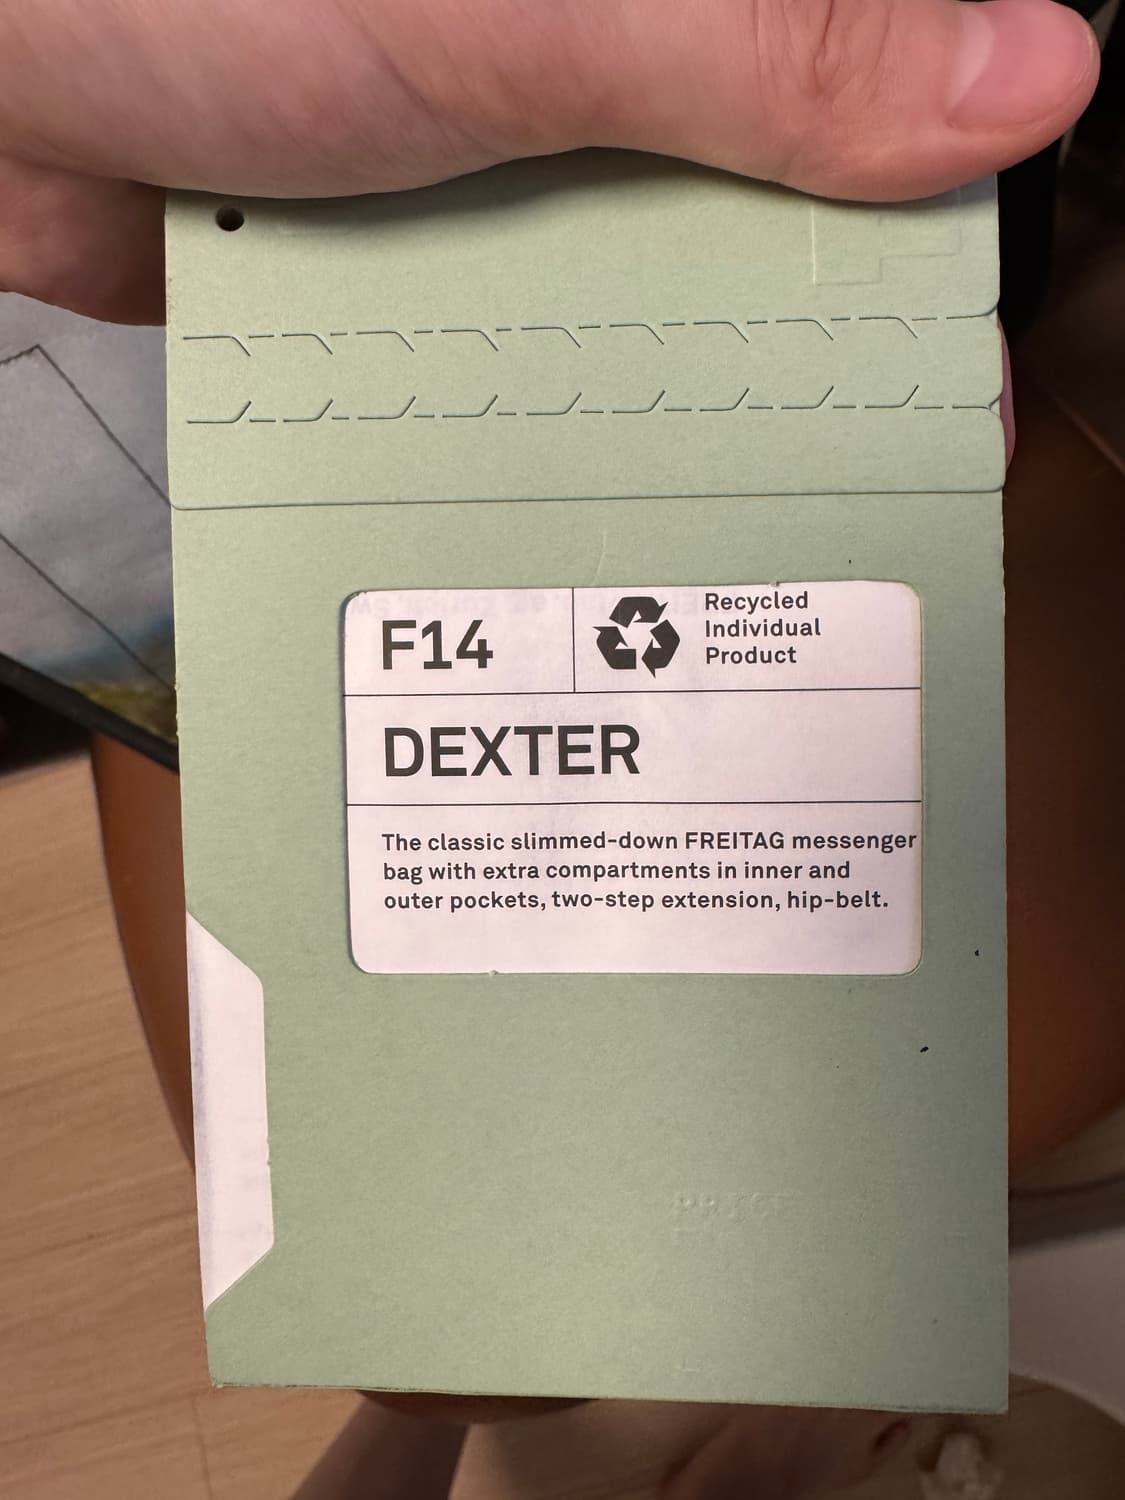 F14
Recycled
Individual
Product
DEXTER
The classic slimmed-down FREITAG messenger
bag with extra compartments in inner and
outer pockets, two-step extension, hip-belt.
PRICE